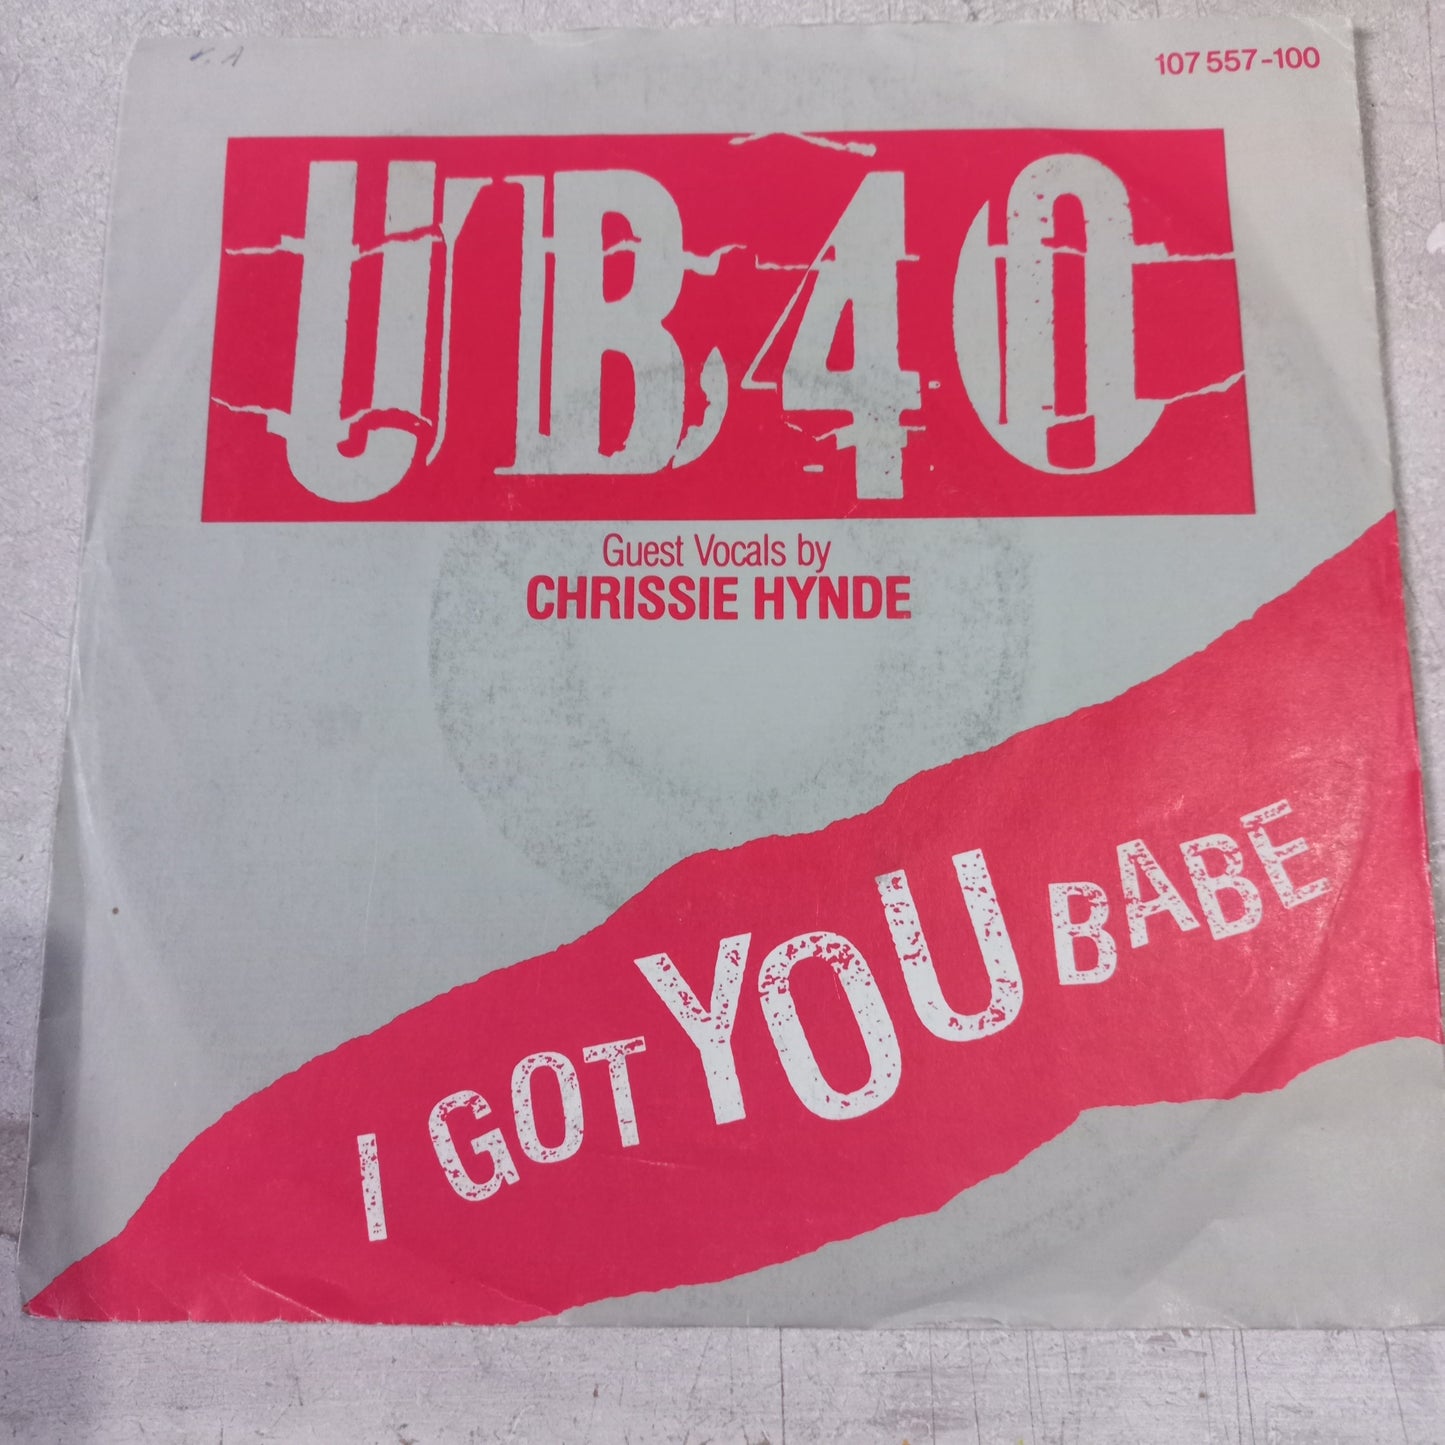 107 557-100
UB40
Guest Vocals by
CHRISSIE HYNDE
I GOT YOU BABE